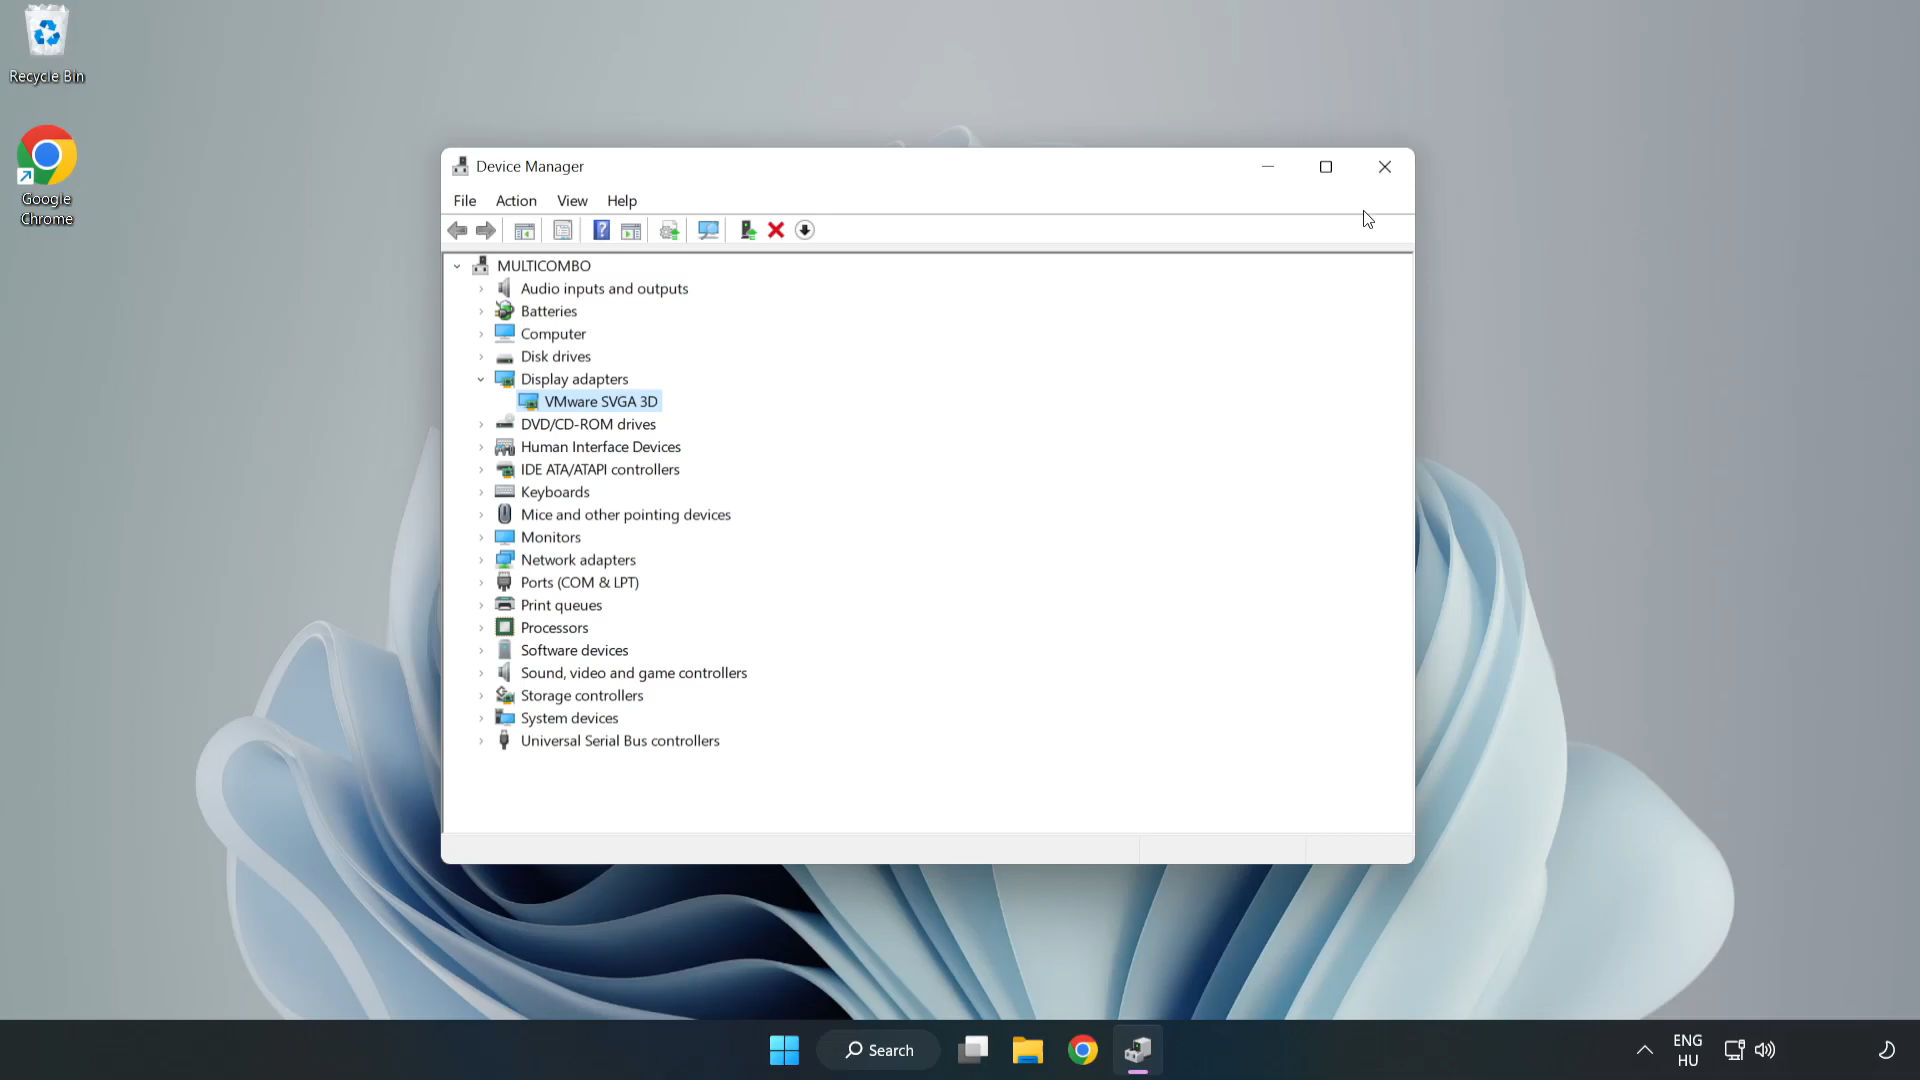 Recycle Bin
Google
Chrome
Device Manager
File Action View Help
MULTICOMBO
Audio inputs and outputs
Batteries
Computer
Disk drives
Display adapters
VMware SVGA 3D
DVD/CD-ROM drives
Human Interface Devices
IDE ATA/ATAPI controllers
Keyboards
Mice and other pointing devices
Monitors
Network adapters
Ports (COM & LPT)
Print queues
Processors
Software devices
Sound, video and game controllers
Storage controllers
System devices
Universal Serial Bus controllers
Search
ENG
HU